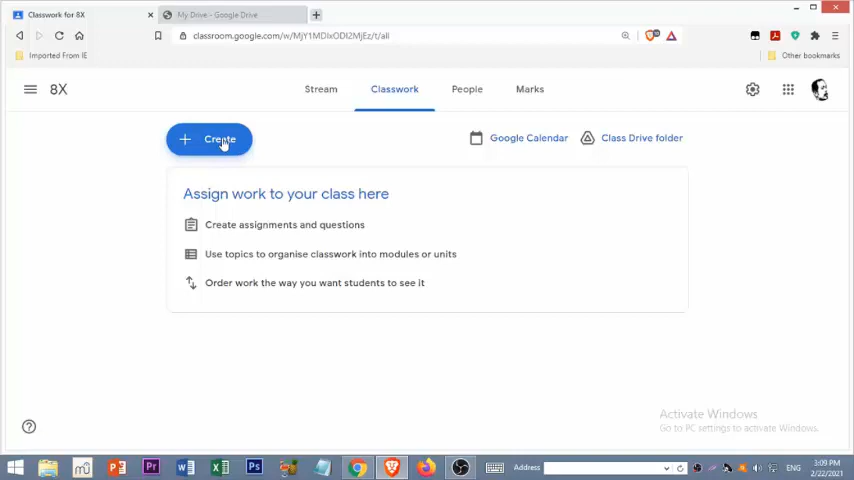 Classwork for 8X
My Drive - Google Drive
classroom.google.com/w/MjY1MDIxODI2MjEz/t/all
Imported From IE
Other bookmarks
8X
Stream
Classwork
People
Marks
Create
Google Calendar
Class Drive folder
Assign work to your class here
Create assignments and questions
Use topics to organise classwork into modules or units
Order work the way you want students to see it
Activate Windows
Go to PC settings to activate Windows.
Address
ENG
3:09 PM
2/22/2021